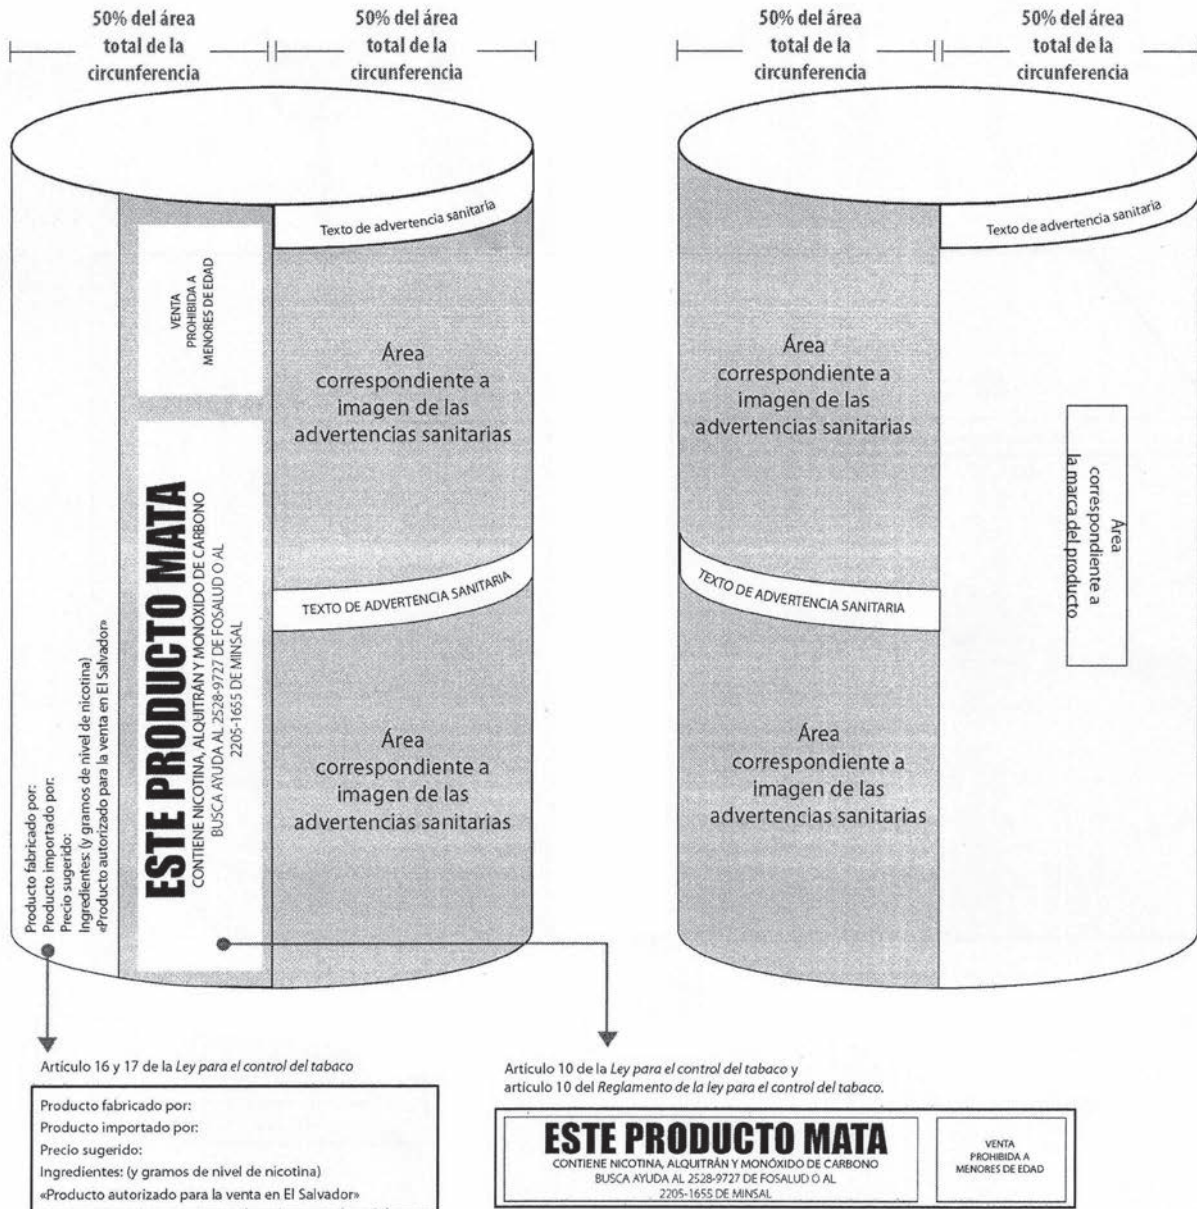 50% del área
total de la
circunferencia
50% del área
total de la
circunferencia
50% del área
total de la
circunferencia
50% del área
total de la
circunferencia
Texto de advertencia sanitaria
VENTA
PROHIBIDA A
MENORES DE EDAD
Área
correspondiente a
imagen de las
advertencias sanitarias
ESTE PRODUCTO MATA
CONTIENE NICOTINA, ALQUITRÁN Y MONÓXIDO DE CARBONO
BUSCA AYUDA AL 2528-9727 DE FOSALUD O AL
2205-1655 DE MINSAL
TEXTO DE ADVERTENCIA SANITARIA
Área
correspondiente a
imagen de las
advertencias sanitarias
Producto fabricado por:
Producto importado por:
Precio sugerido:
Ingredientes: (y gramos de nivel de nicotina)
«Producto autorizado para la venta en El Salvador»
Texto de advertencia sanitaria
Área
correspondiente a
imagen de las
advertencias sanitarias
Área
correspondiente a
la marca del producto
TEXTO DE ADVERTENCIA SANITARIA
Área
correspondiente a
imagen de las
advertencias sanitarias
Artículo 16 y 17 de la Ley para el control del tabaco
Producto fabricado por:
Producto importado por:
Precio sugerido:
Ingredientes: (y gramos de nivel de nicotina)
«Producto autorizado para la venta en El Salvador»
Artículo 10 de la Ley para el control del tabaco y
artículo 10 del Reglamento de la ley para el control del tabaco.
ESTE PRODUCTO MATA
CONTIENE NICOTINA, ALQUITRÁN Y MONÓXIDO DE CARBONO
BUSCA AYUDA AL 2528-9727 DE FOSALUD O AL
2205-1655 DE MINSAL
VENTA
PROHIBIDA A
MENORES DE EDAD